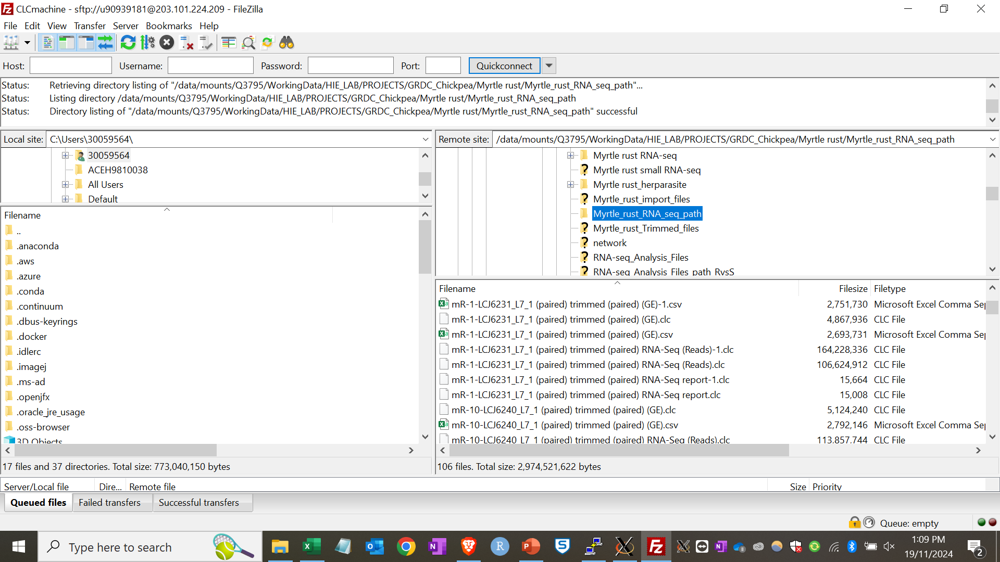 CLCmachine - sftp://u90939181@203.101.224.209 - FileZilla
File Edit View Transfer Server Bookmarks Help
Host: Username: Password: Port: Quickconnect
Status: Retrieving directory listing of "/data/mounts/Q3795/WorkingData/HIE_LAB/PROJECTS/GRDC_Chickpea/Myrtle rust/Myrtle_rust_RNA_seq_path"...
Status: Listing directory /data/mounts/Q3795/WorkingData/HIE_LAB/PROJECTS/GRDC_Chickpea/Myrtle rust/Myrtle_rust_RNA_seq_path
Status: Directory listing of "/data/mounts/Q3795/WorkingData/HIE_LAB/PROJECTS/GRDC_Chickpea/Myrtle rust/Myrtle_rust_RNA_seq_path" successful
Local site: C:\Users\30059564\
30059564
ACEH9810038
All Users
Default
Filename
..
.anaconda
.aws
.azure
.conda
.continuum
.dbus-keyrings
.docker
.idlerc
.imagej
.ms-ad
.openjfx
.oracle_jre_usage
.oss-browser
3D Objects
17 files and 37 directories. Total size: 773,040,150 bytes
Remote site: /data/mounts/Q3795/WorkingData/HIE_LAB/PROJECTS/GRDC_Chickpea/Myrtle rust/Myrtle_rust_RNA_seq_path
Myrtle rust RNA-seq
Myrtle rust small RNA-seq
Myrtle rust_herparasite
Myrtle_rust_import_files
Myrtle_rust_RNA_seq_path
Myrtle_rust_Trimmed_files
network
RNA-seq_Analysis_Files
RNA-seq_Analysis_Files_path_RvsS
Filename Filesize Filetype
mR-1-LCJ6231_L7_1 (paired) trimmed (paired) (GE)-1.csv 2,751,730 Microsoft Excel Comma Sep
mR-1-LCJ6231_L7_1 (paired) trimmed (paired) (GE).clc 4,867,936 CLC File
mR-1-LCJ6231_L7_1 (paired) trimmed (paired) (GE).csv 2,693,731 Microsoft Excel Comma Sep
mR-1-LCJ6231_L7_1 (paired) trimmed (paired) RNA-Seq (Reads)-1.clc 164,228,336 CLC File
mR-1-LCJ6231_L7_1 (paired) trimmed (paired) RNA-Seq (Reads).clc 106,624,912 CLC File
mR-1-LCJ6231_L7_1 (paired) trimmed (paired) RNA-Seq report-1.clc 15,664 CLC File
mR-1-LCJ6231_L7_1 (paired) trimmed (paired) RNA-Seq report.clc 15,008 CLC File
mR-10-LCJ6240_L7_1 (paired) trimmed (paired) (GE).clc 5,124,240 CLC File
mR-10-LCJ6240_L7_1 (paired) trimmed (paired) (GE).csv 2,792,146 Microsoft Excel Comma Sep
mR-10-LCJ6240_L7_1 (paired) trimmed (paired) RNA-Seq (Reads).clc 113,857,744 CLC File
106 files. Total size: 2,974,521,622 bytes
Server/Local file Dire... Remote file Size Priority
Queued files Failed transfers Successful transfers
Queue: empty
Type here to search
1:09 PM
19/11/2024
2